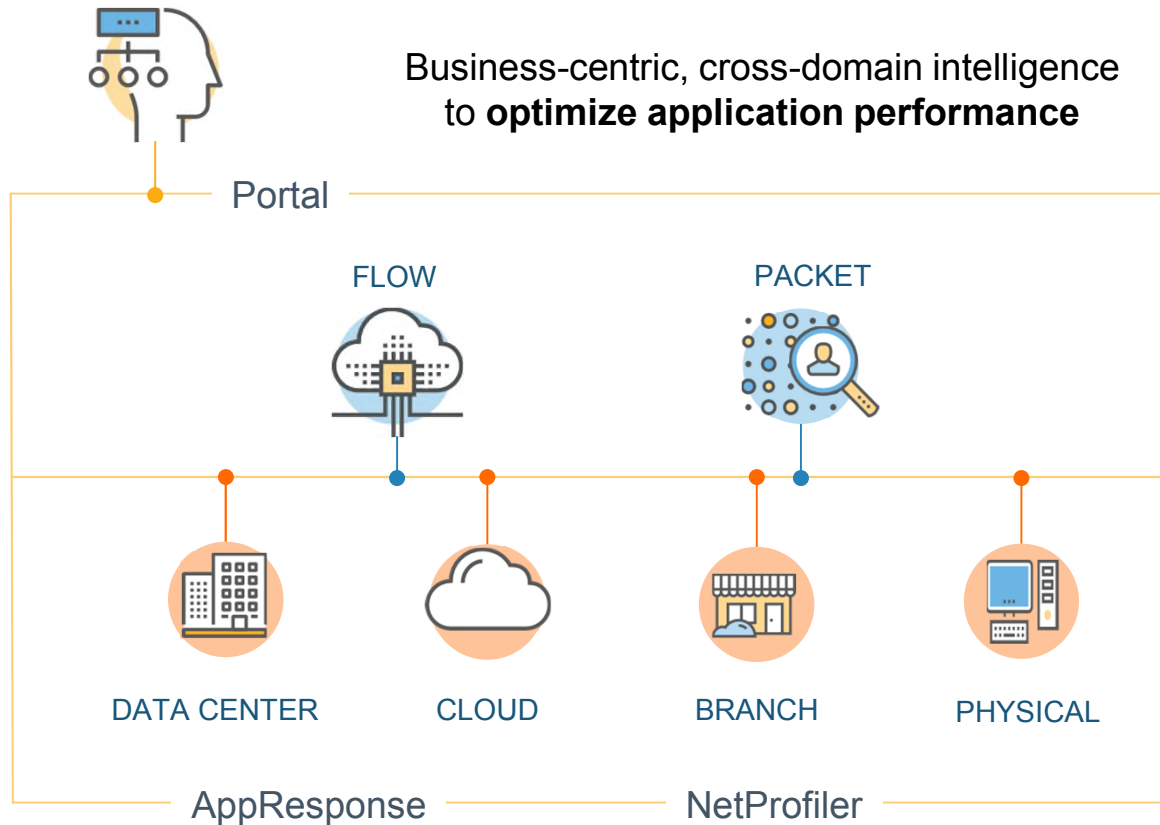 Business-centric, cross-domain intelligence
to optimize application performance
Portal
FLOW
PACKET
DATA CENTER
CLOUD
BRANCH
PHYSICAL
AppResponse
NetProfiler